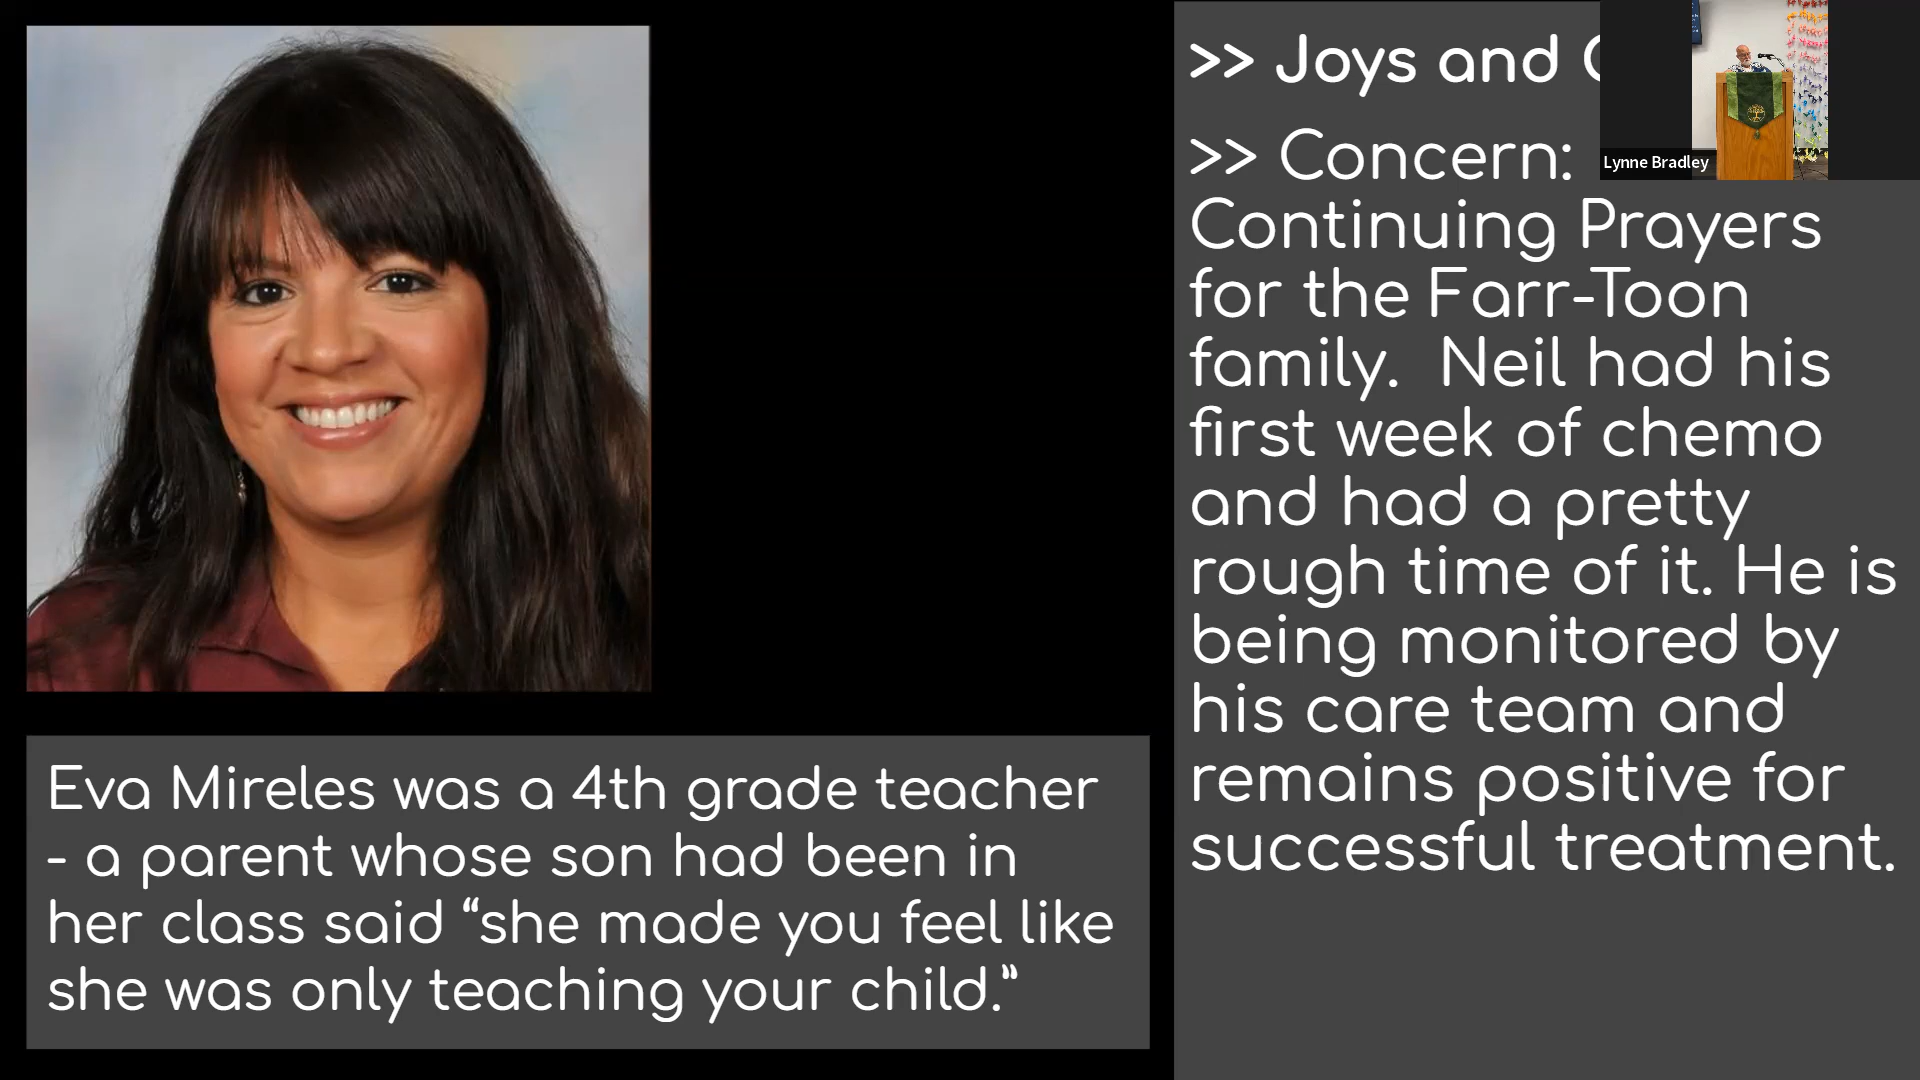 >> Joys and
>> Concern:
Continuing Prayers
for the Farr-Toon
family. Neil had his
first week of chemo
and had a pretty
rough time of it. He is
being monitored by
his care team and
remains positive for
successful treatment.
Lynne Bradley
Eva Mireles was a 4th grade teacher
- a parent whose son had been in
her class said “she made you feel like
she was only teaching your child.”